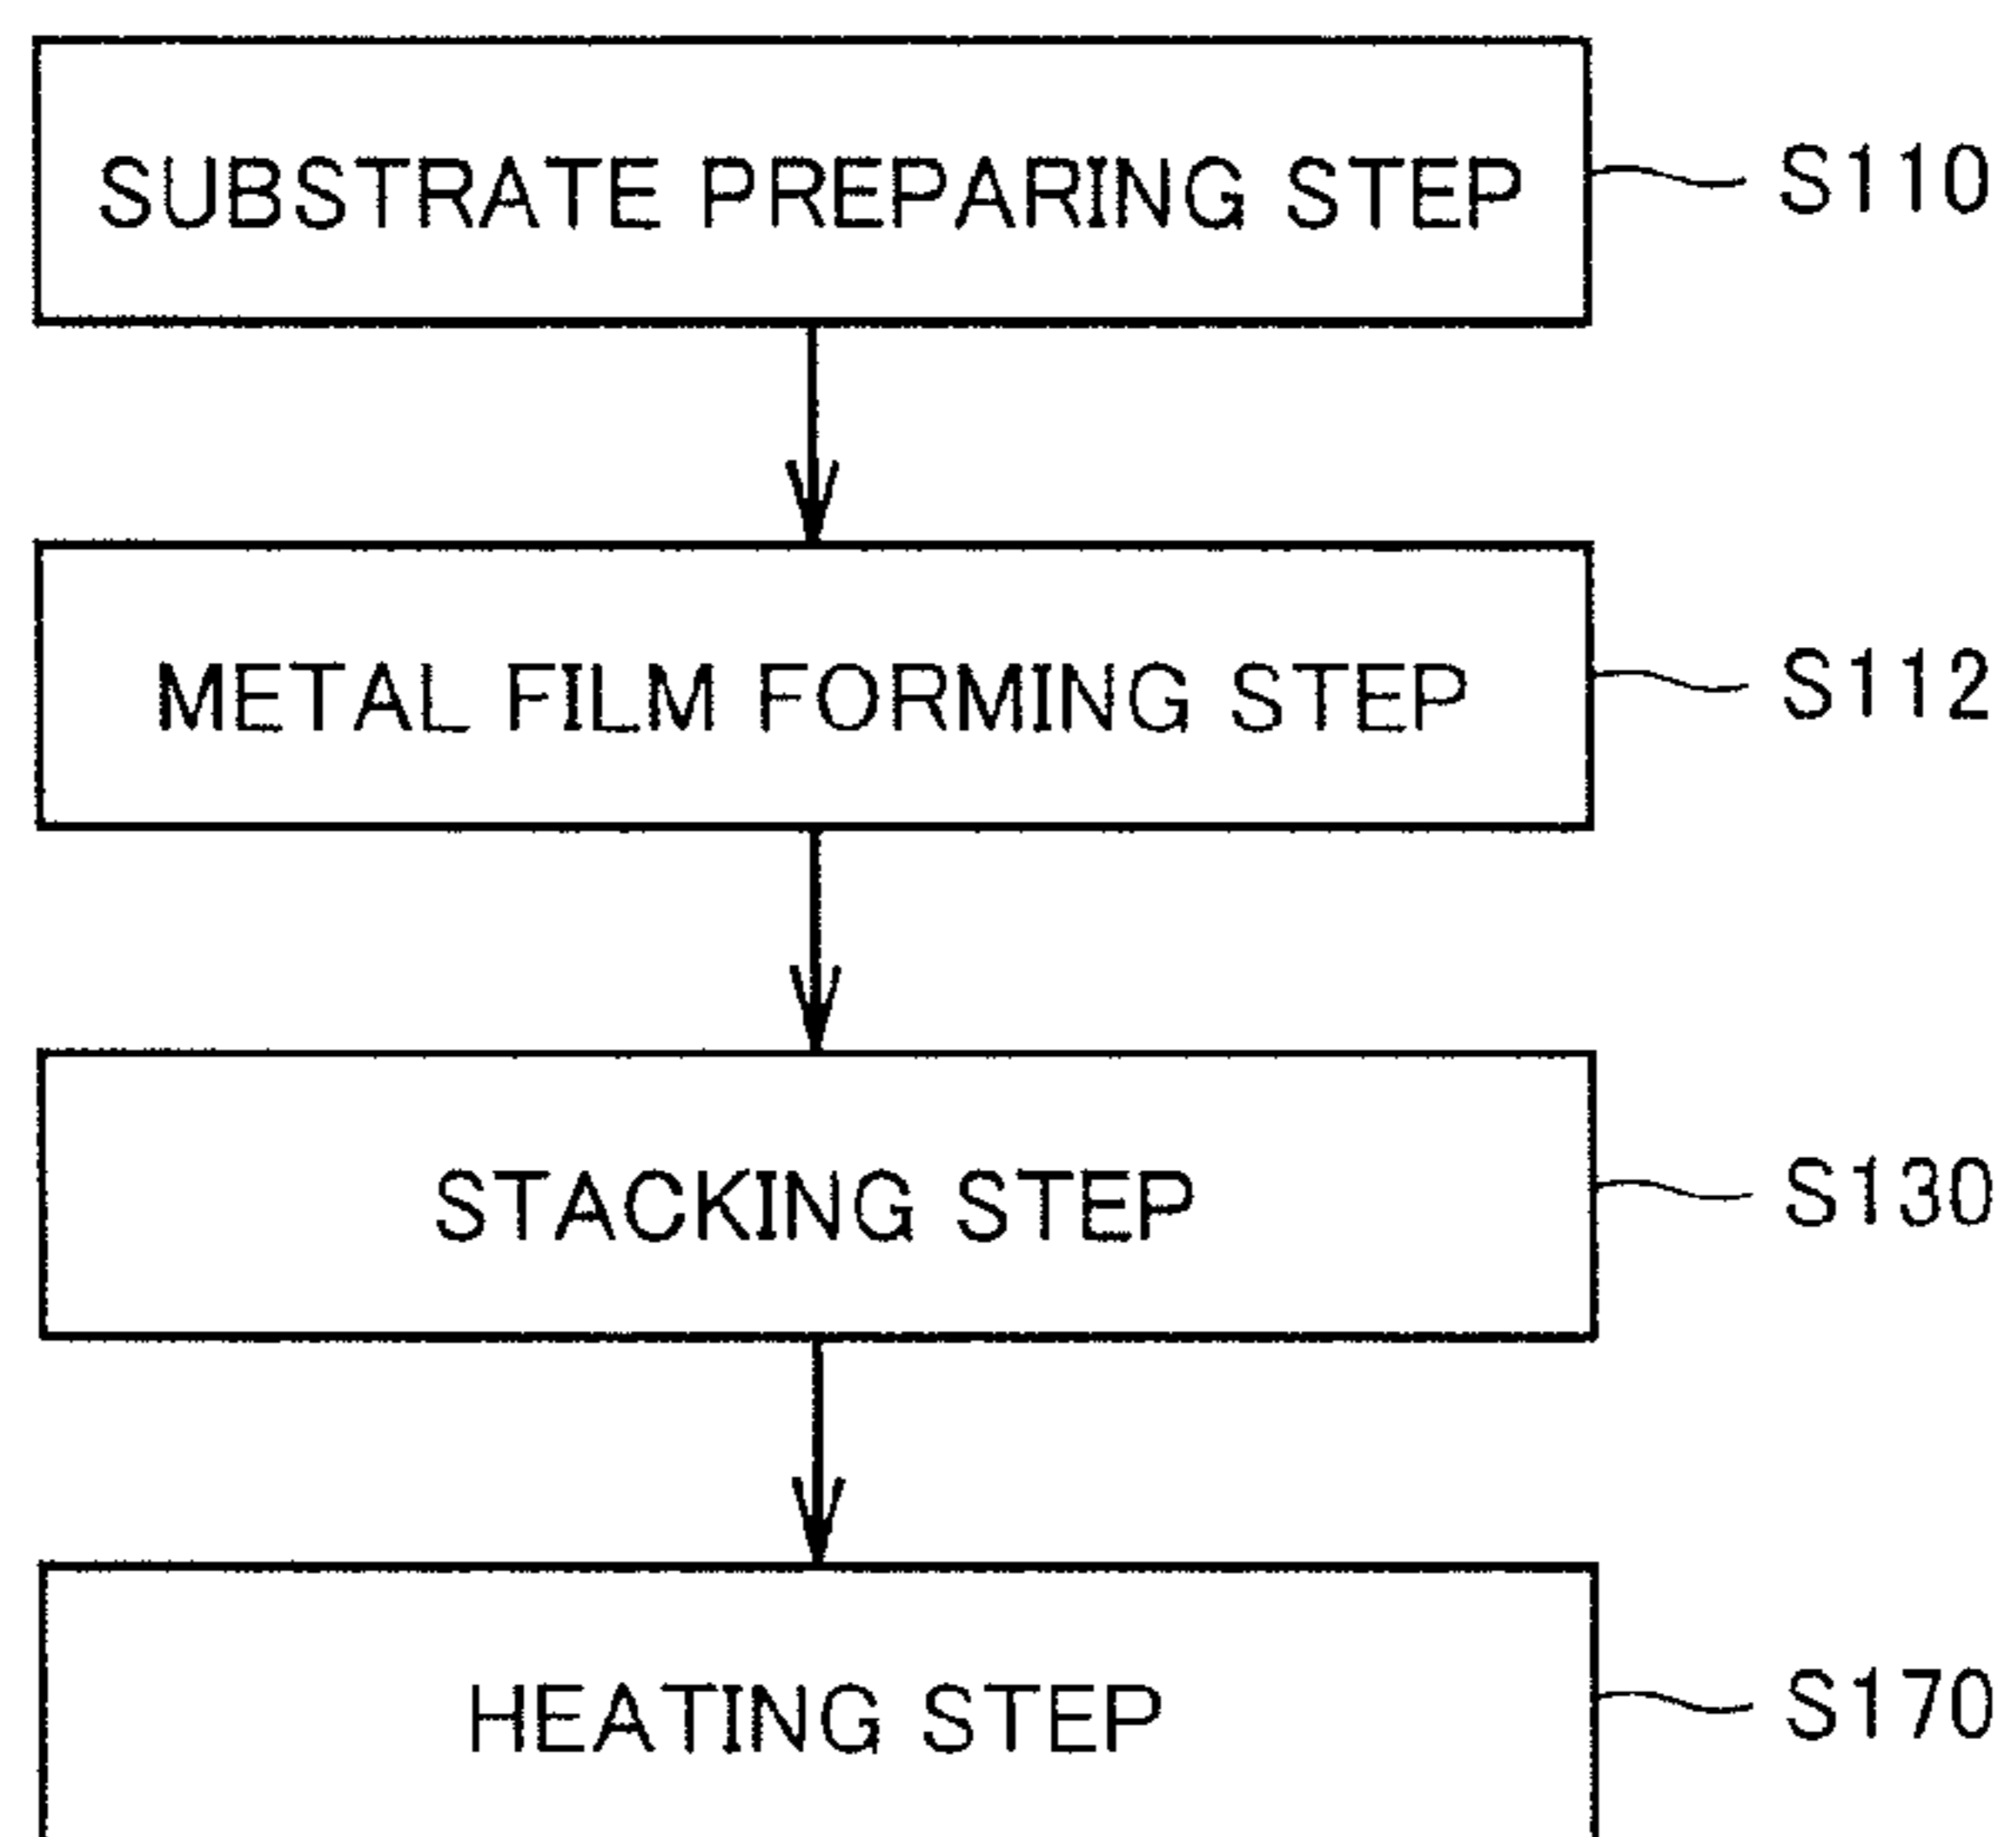 SUBSTRATE PREPARING STEP S110
METAL FILM FORMING STEP S112
STACKING STEP S130
HEATING STEP S170